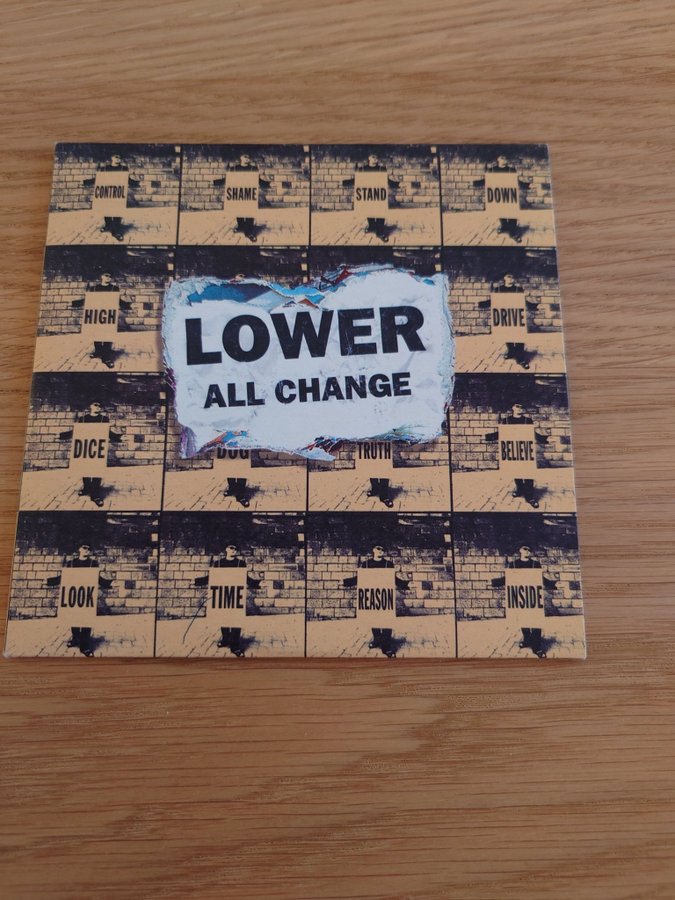 CONTROL SHAME STAND DOWN
HIGH DRIVE
LOWER
ALL CHANGE
DICE DOG TRUTH BELIEVE
LOOK TIME REASON INSIDE